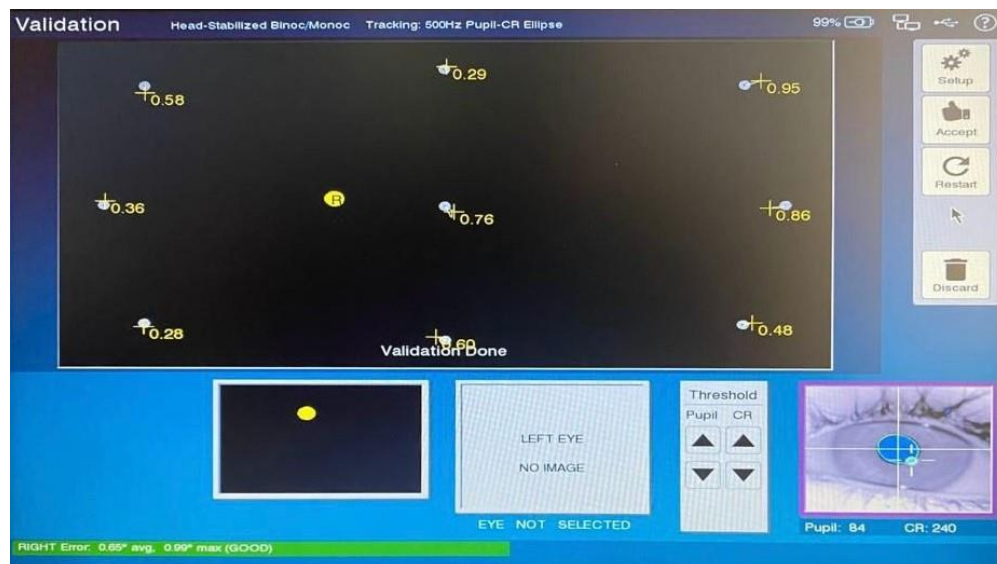 Validation
Head-Stabilized Binoc/Monoc Tracking: 500Hz Pupil-CR Ellipse
99%
?
Setup
0.29
0.58
0.95
Accept
Restart
R
0.36
0.76
0.86
Discard
0.28
0.60
0.48
Validation Done
Threshold
Pupil CR
LEFT EYE
NO IMAGE
EYE NOT SELECTED
Pupil: 84 CR: 240
RIGHT Error: 0.65° avg, 0.99° max (GOOD)